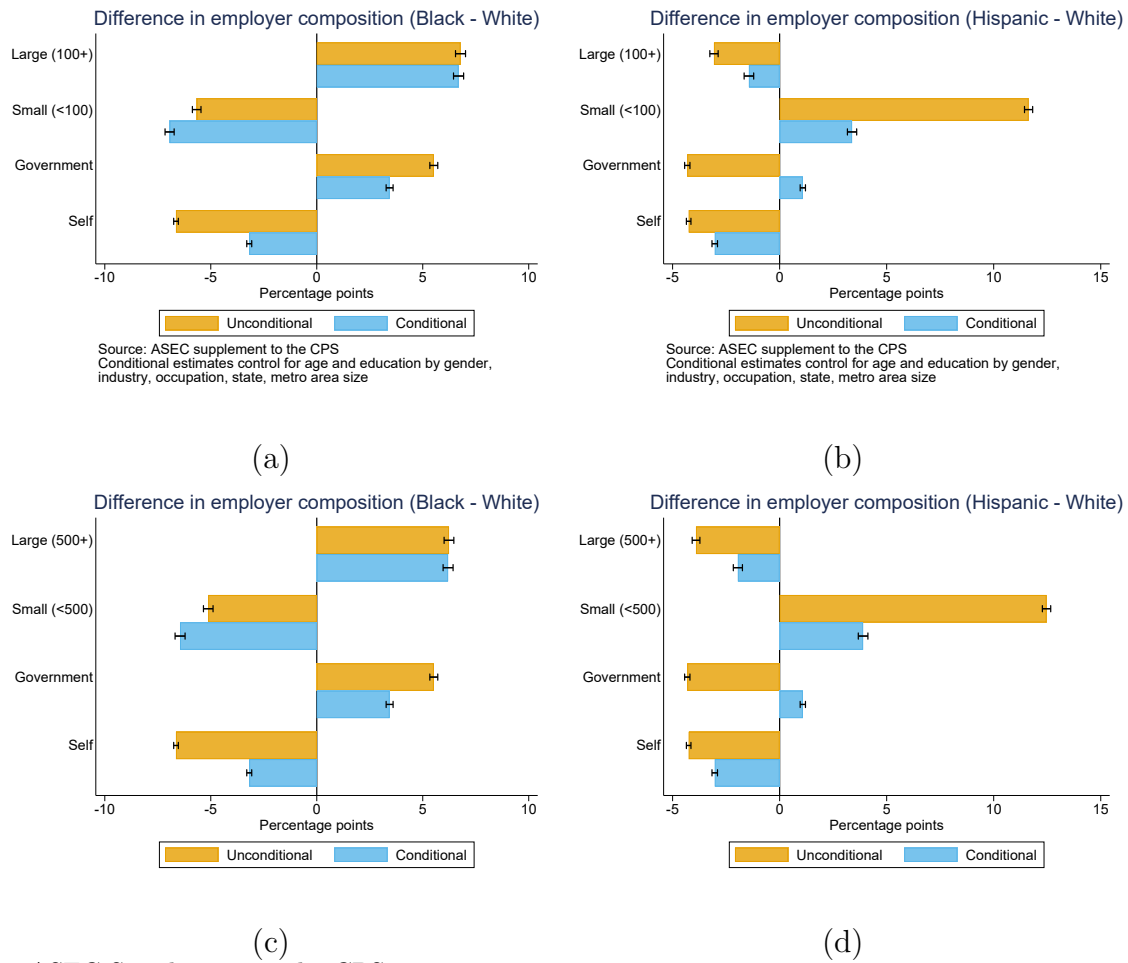 Difference in employer composition (Black - White)
Large (100+)
Small (<100)
Government
Self
-10 -5 0 5 10
Percentage points
Unconditional Conditional
Source: ASEC supplement to the CPS
Conditional estimates control for age and education by gender,
industry, occupation, state, metro area size
(a)
Difference in employer composition (Hispanic - White)
Large (100+)
Small (<100)
Government
Self
-5 0 5 10 15
Percentage points
Unconditional Conditional
Source: ASEC supplement to the CPS
Conditional estimates control for age and education by gender,
industry, occupation, state, metro area size
(b)
Difference in employer composition (Black - White)
Large (500+)
Small (<500)
Government
Self
-10 -5 0 5 10
Percentage points
Unconditional Conditional
(c)
Difference in employer composition (Hispanic - White)
Large (500+)
Small (<500)
Government
Self
-5 0 5 10 15
Percentage points
Unconditional Conditional
(d)